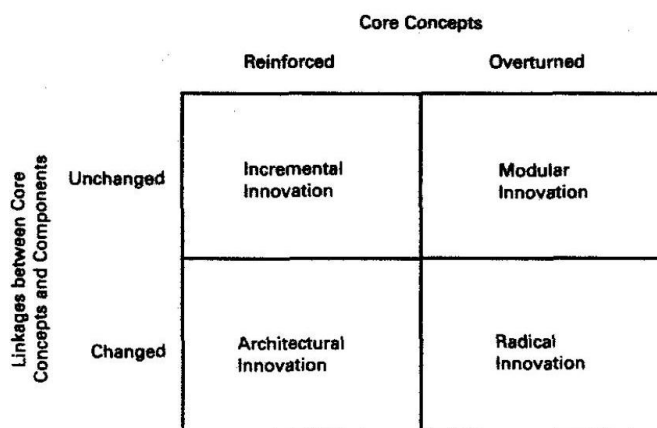 Core Concepts
Reinforced
Overturned
Linkages between Core
Concepts and Components
Unchanged
Incremental
Innovation
Modular
Innovation
Changed
Architectural
Innovation
Radical
Innovation